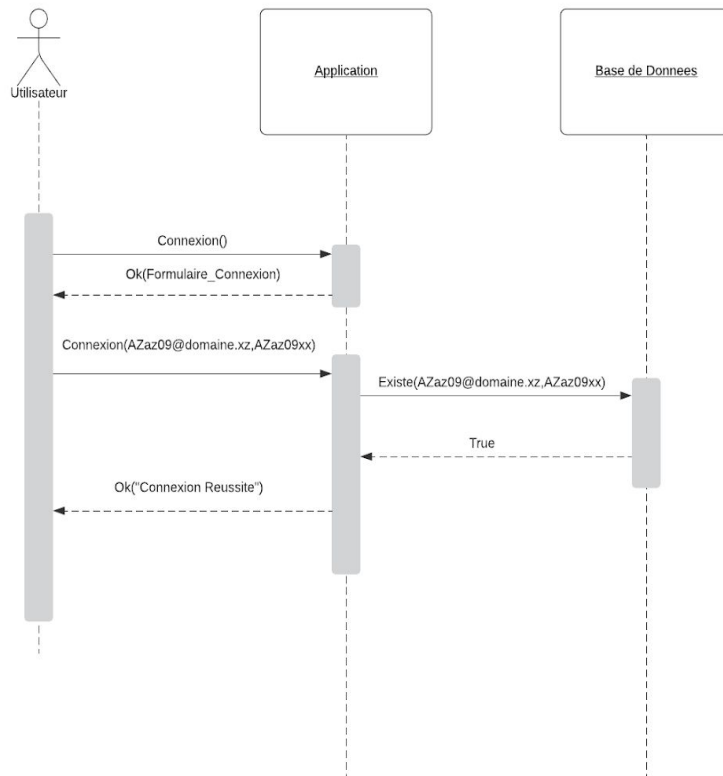 Utilisateur
Application
Base de Donnees
Connexion()
Ok(Formulaire_Connexion)
Connexion(AZaz09@domaine.xz,AZaz09xx)
Existe(AZaz09@domaine.xz,AZaz09xx)
True
Ok("Connexion Reussite")